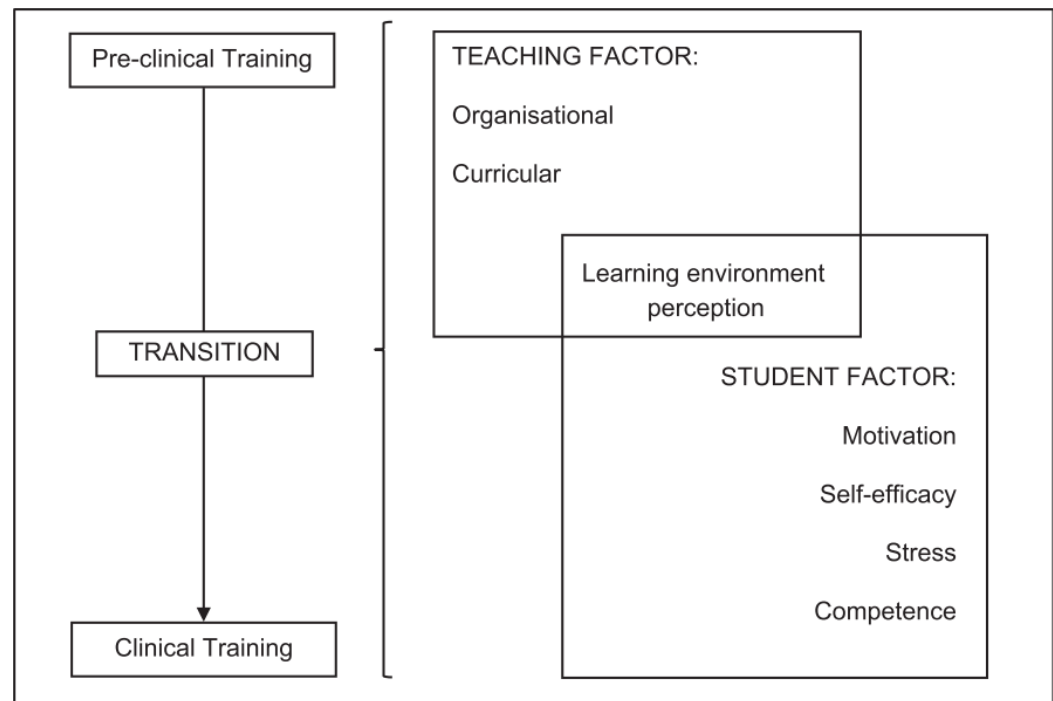 Pre-clinical Training
TRANSITION
Clinical Training
TEACHING FACTOR:
Organisational
Curricular
Learning environment
perception
STUDENT FACTOR:
Motivation
Self-efficacy
Stress
Competence